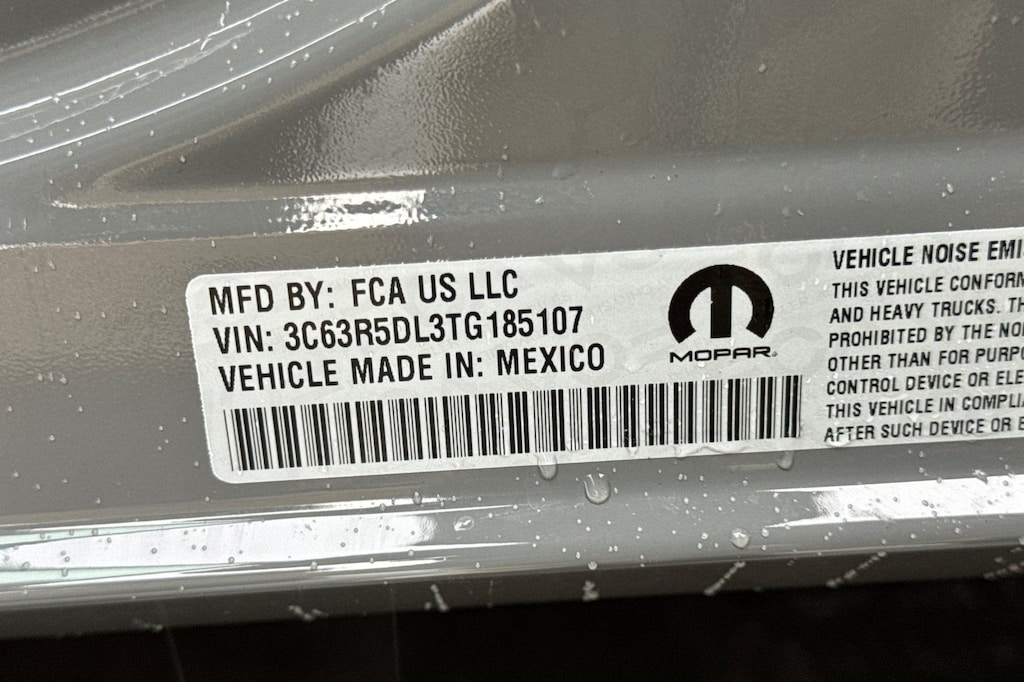 MFD BY: FCA US LLC
VIN: 3C63R5DL3TG185107
VEHICLE MADE IN: MEXICO
MOPAR®
VEHICLE NOISE EMI
THIS VEHICLE CONFORM
AND HEAVY TRUCKS. TH
PROHIBITED BY THE NO
OTHER THAN FOR PURPO
CONTROL DEVICE OR ELE
THIS VEHICLE IN COMPLIA
AFTER SUCH DEVICE OR E